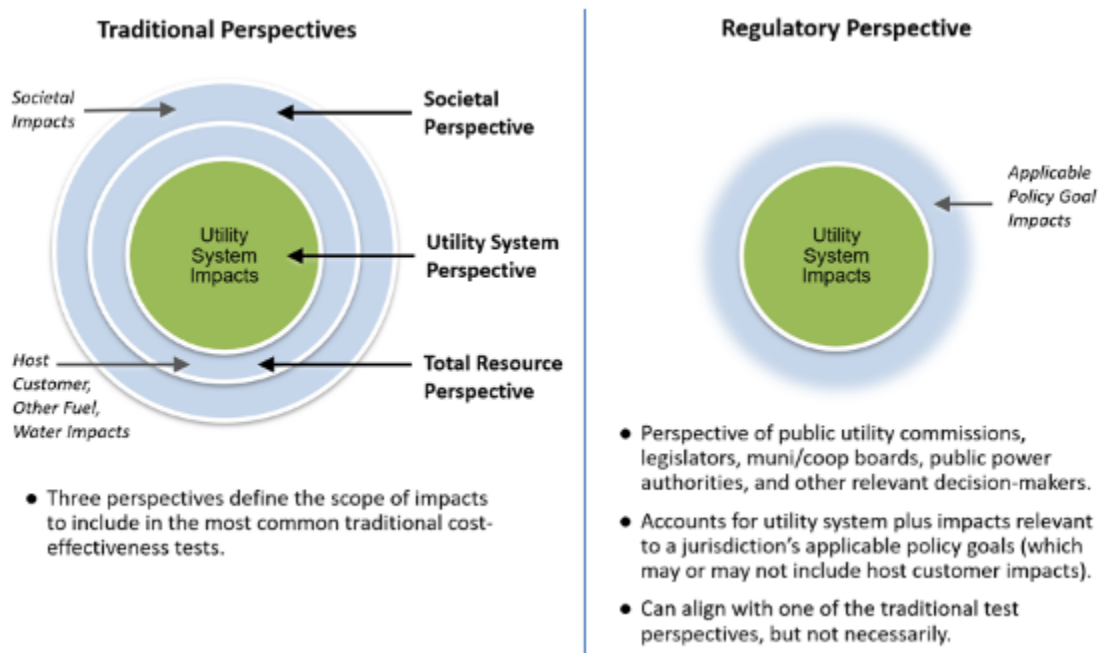 Traditional Perspectives
Societal
Impacts
Societal
Perspective
Utility
System
Impacts
Utility System
Perspective
Host
Customer,
Other Fuel,
Water Impacts
Total Resource
Perspective
● Three perspectives define the scope of impacts
to include in the most common traditional cost-
effectiveness tests.
Regulatory Perspective
Applicable
Policy Goal
Impacts
Utility
System
Impacts
● Perspective of public utility commissions,
legislators, muni/coop boards, public power
authorities, and other relevant decision-makers.
● Accounts for utility system plus impacts relevant
to a jurisdiction's applicable policy goals (which
may or may not include host customer impacts).
● Can align with one of the traditional test
perspectives, but not necessarily.